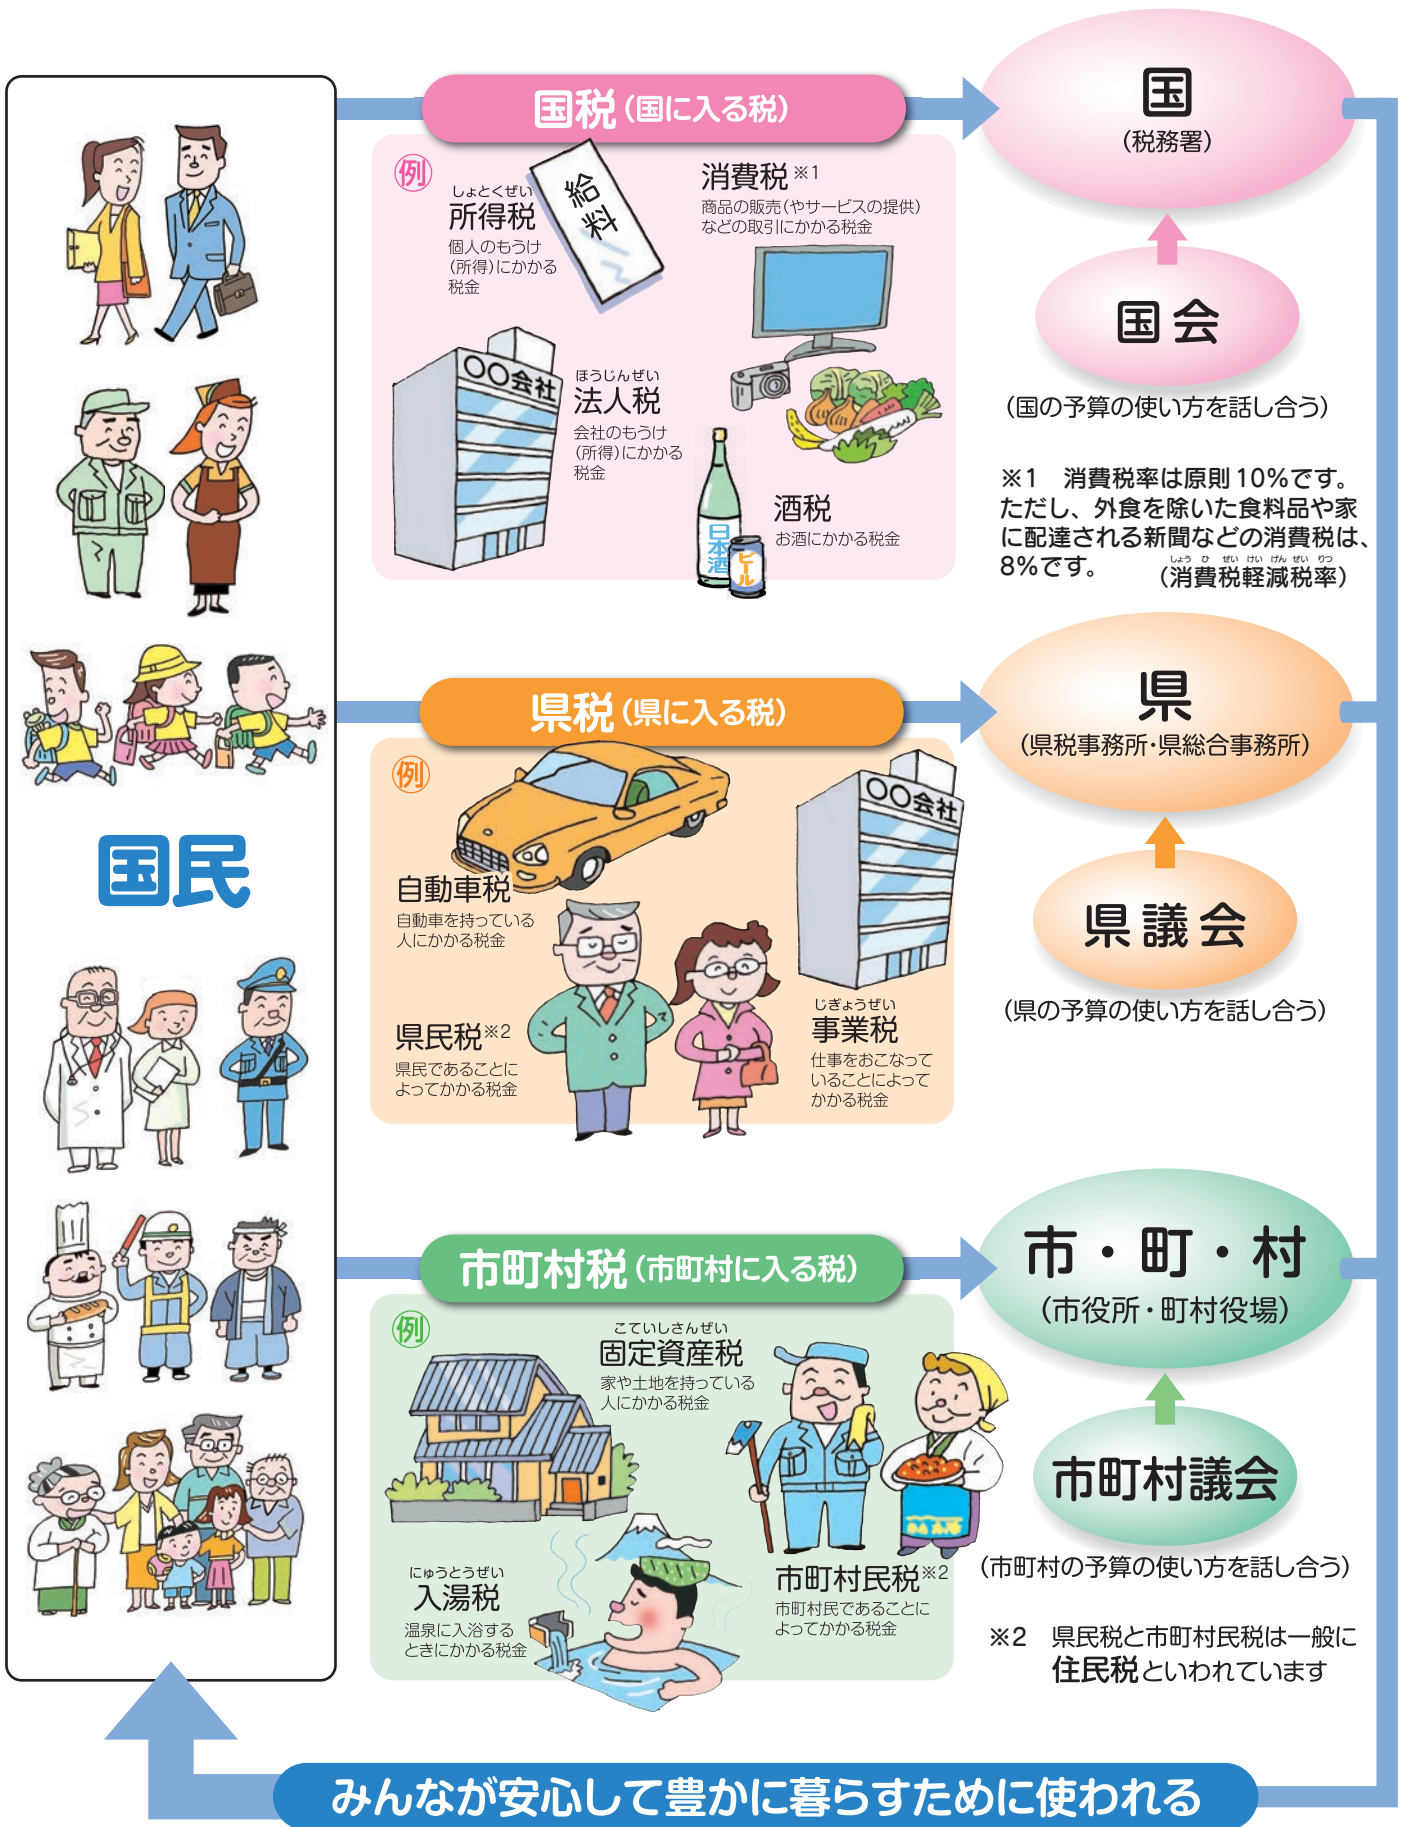 国税（国に入る税）
国
（税務署）
例
しょとくぜい
所得税
個人のもうけ
（所得）にかかる
税金
給料
消費税※1
商品の販売（やサービスの提供）
などの取引にかかる税金
〇〇会社
ほうじんぜい
法人税
会社のもうけ
（所得）にかかる
税金
日本酒
ビール
酒税
お酒にかかる税金
国会
（国の予算の使い方を話し合う）
※1　消費税率は原則10％です。
ただし、外食を除いた食料品や家
に配達される新聞などの消費税は、
8％です。
しょう ひ ぜい けい げん ぜい りつ
（消費税軽減税率）
国民
県税（県に入る税）
県
（県税事務所・県総合事務所）
例
自動車税
自動車を持っている
人にかかる税金
〇〇会社
県民税※2
県民であることに
よってかかる税金
じぎょうぜい
事業税
仕事をおこなって
いることによって
かかる税金
県議会
（県の予算の使い方を話し合う）
市町村税（市町村に入る税）
市・町・村
（市役所・町村役場）
例
こていしさんぜい
固定資産税
家や土地を持っている
人にかかる税金
にゅうとうぜい
入湯税
温泉に入浴する
ときにかかる税金
市町村民税※2
市町村民であることに
よってかかる税金
市町村議会
（市町村の予算の使い方を話し合う）
※2　県民税と市町村民税は一般に
住民税といわれています
みんなが安心して豊かに暮らすために使われる